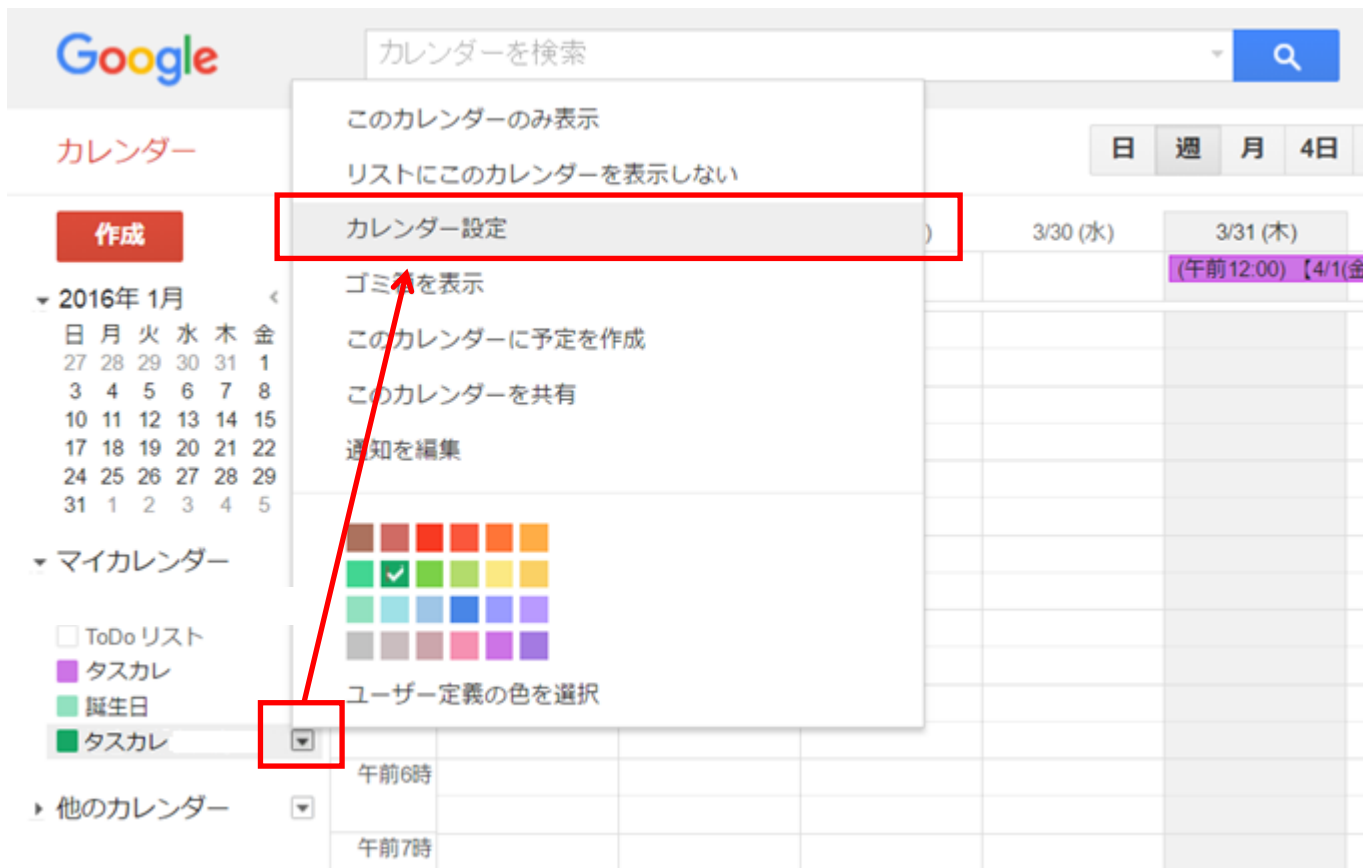 Google
カレンダーを検索
カレンダー
日 週 月 4日
作成
このカレンダーのみ表示
リストにこのカレンダーを表示しない
カレンダー設定
ゴミ箱を表示
このカレンダーに予定を作成
このカレンダーを共有
通知を編集
ユーザー定義の色を選択
) 3/30 (水) 3/31 (木)
(午前12:00) 【4/1(金
2016年 1月 <
日 月 火 水 木 金
27 28 29 30 31 1
3 4 5 6 7 8
10 11 12 13 14 15
17 18 19 20 21 22
24 25 26 27 28 29
31 1 2 3 4 5
マイカレンダー
ToDo リスト
タスカレ
誕生日
タスカレ
他のカレンダー
午前6時
午前7時